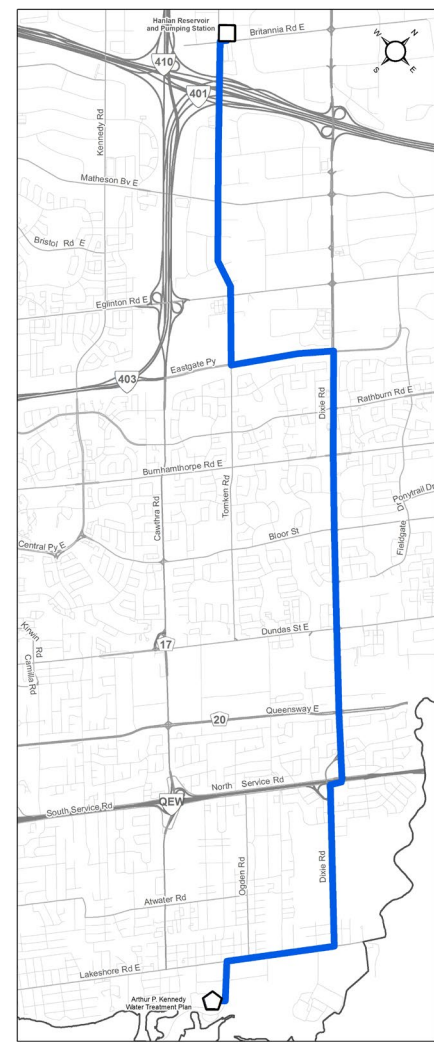 Hanlan Reservoir
and Pumping Station
Britannia Rd E
W
N
S
E
410
401
Kennedy Rd
Matheson Bv E
Bristol Rd E
Eglinton Rd E
Eastgate Py
403
Dixie Rd
Rathburn Rd E
Burnhamthorpe Rd E
Tomken Rd
Cawthra Rd
Ponytrail Dr
Fieldgate Dr
Bloor St
Central Py E
Dundas St E
Kirwin Rd
Camilla Rd
17
Queensway E
20
North Service Rd
QEW
South Service Rd
Ogden Rd
Dixie Rd
Atwater Rd
Lakeshore Rd E
Arthur P. Kennedy
Water Treatment Plan